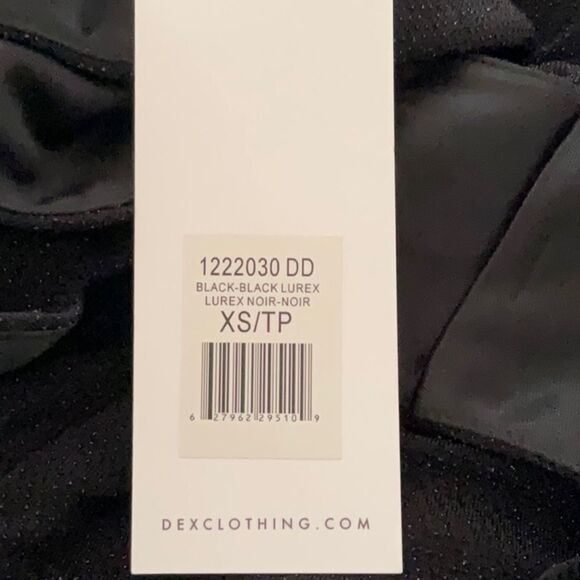 1222030 DD
BLACK-BLACK LUREX
LUREX NOIR-NOIR
XS/TP
6 27962 29510 9
DEXCLOTHING.COM